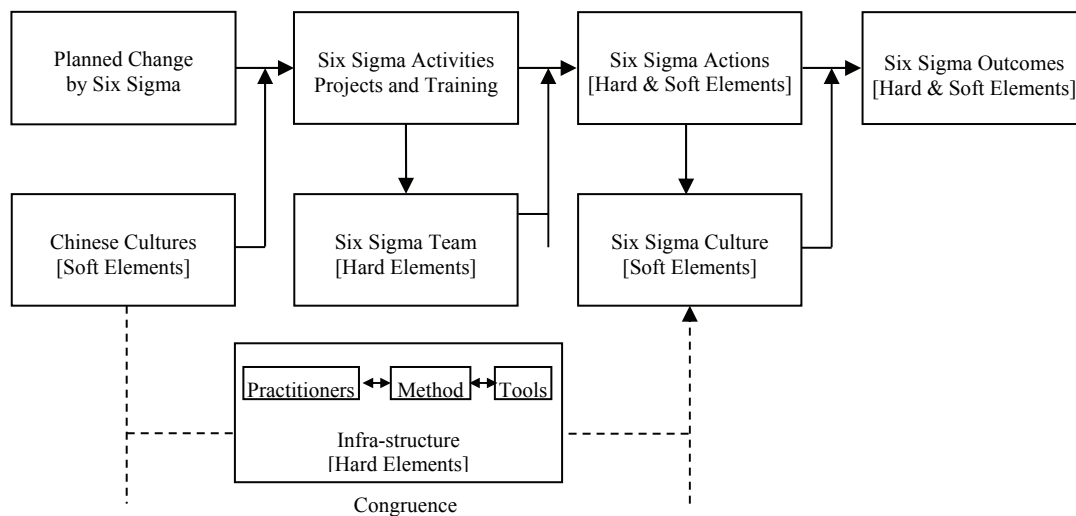 Planned Change
by Six Sigma
Six Sigma Activities
Projects and Training
Six Sigma Actions
[Hard & Soft Elements]
Six Sigma Outcomes
[Hard & Soft Elements]
Chinese Cultures
[Soft Elements]
Six Sigma Team
[Hard Elements]
Six Sigma Culture
[Soft Elements]
Practitioners
Method
Tools
Infra-structure
[Hard Elements]
Congruence